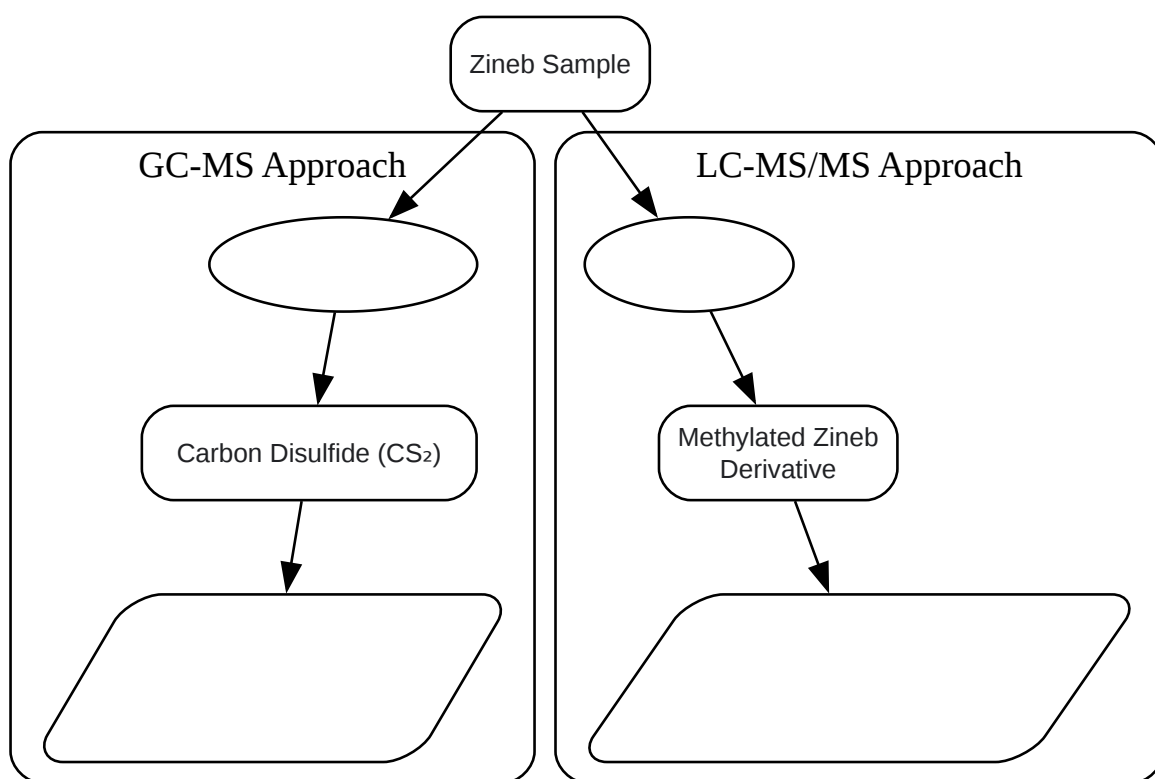 Zineb Sample
GC-MS Approach
LC-MS/MS Approach
Carbon Disulfide (CS₂)
Methylated Zineb
Derivative